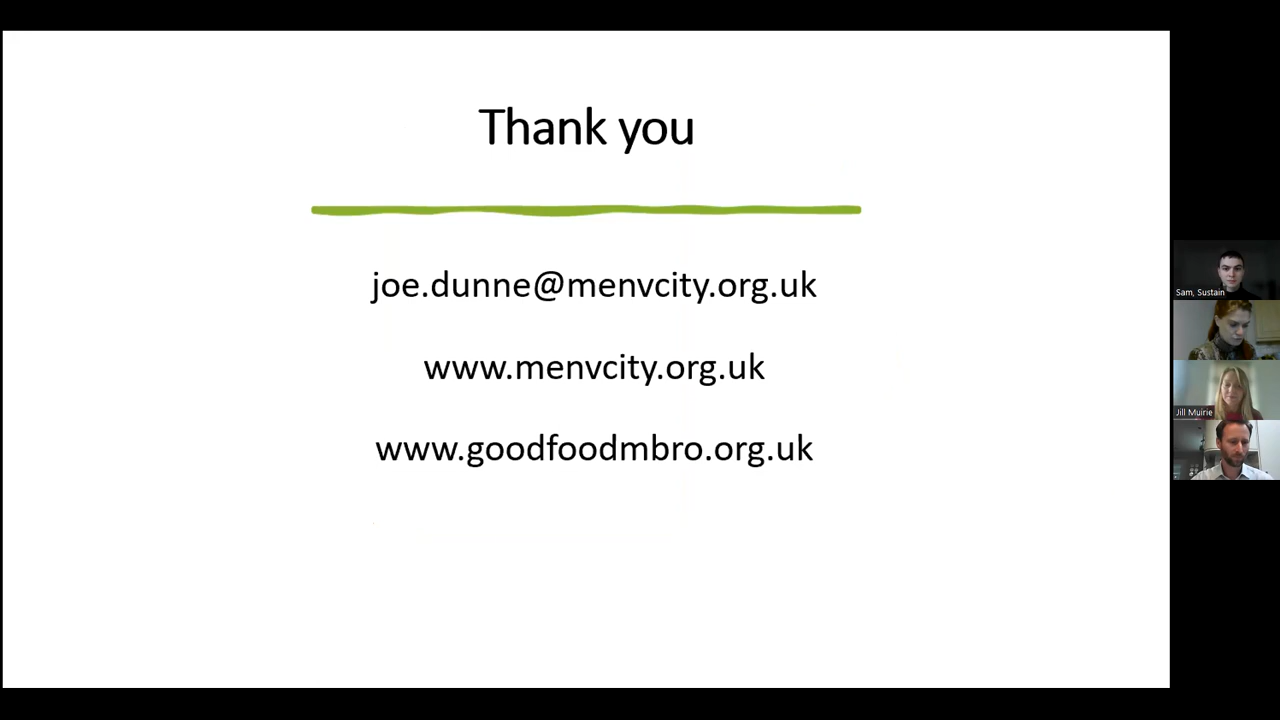 Thank you
joe.dunne@menvcity.org.uk
www.menvcity.org.uk
www.goodfoodmbro.org.uk
Sam, Sustain
Jill Muirie